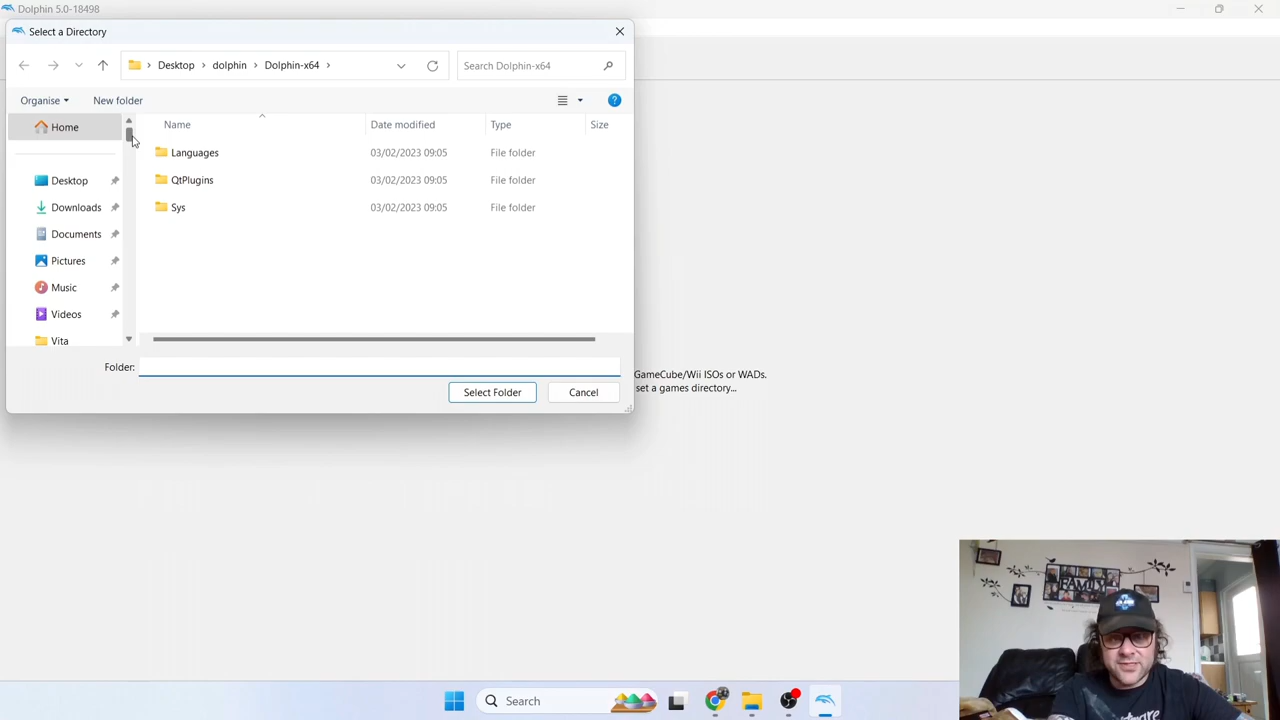 Dolphin 5.0-18498
Select a Directory
Desktop > dolphin > Dolphin-x64 >
Search Dolphin-x64
Organise
New folder
Home
Name
Date modified
Type
Size
Languages 03/02/2023 09:05 File folder
QtPlugins 03/02/2023 09:05 File folder
Sys 03/02/2023 09:05 File folder
Desktop
Downloads
Documents
Pictures
Music
Videos
Vita
Folder:
Select Folder
Cancel
GameCube/Wii ISOs or WADs.
set a games directory...
FAMILY
Search